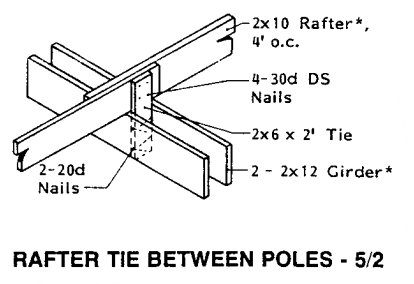 2x10 Rafter*,
4' o.c.
4-30d DS
Nails
2x6 x 2' Tie
2 - 2x12 Girder*
2-20d
Nails
RAFTER TIE BETWEEN POLES - 5/2